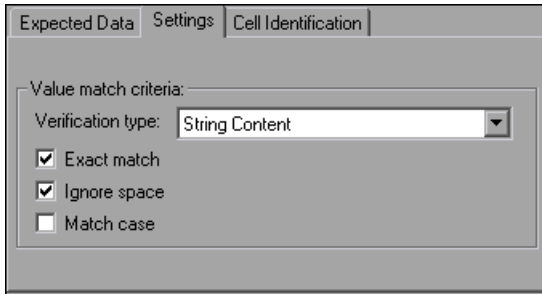 Expected Data Settings Cell Identification
Value match criteria:
Verification type: String Content
Exact match
Ignore space
Match case